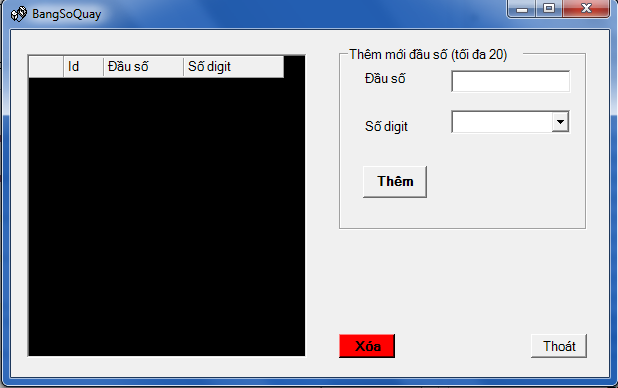 BangSoQuay
Id Đầu số Số digit
Thêm mới đầu số (tối đa 20)
Đầu số
Số digit
Thêm
Xóa
Thoát